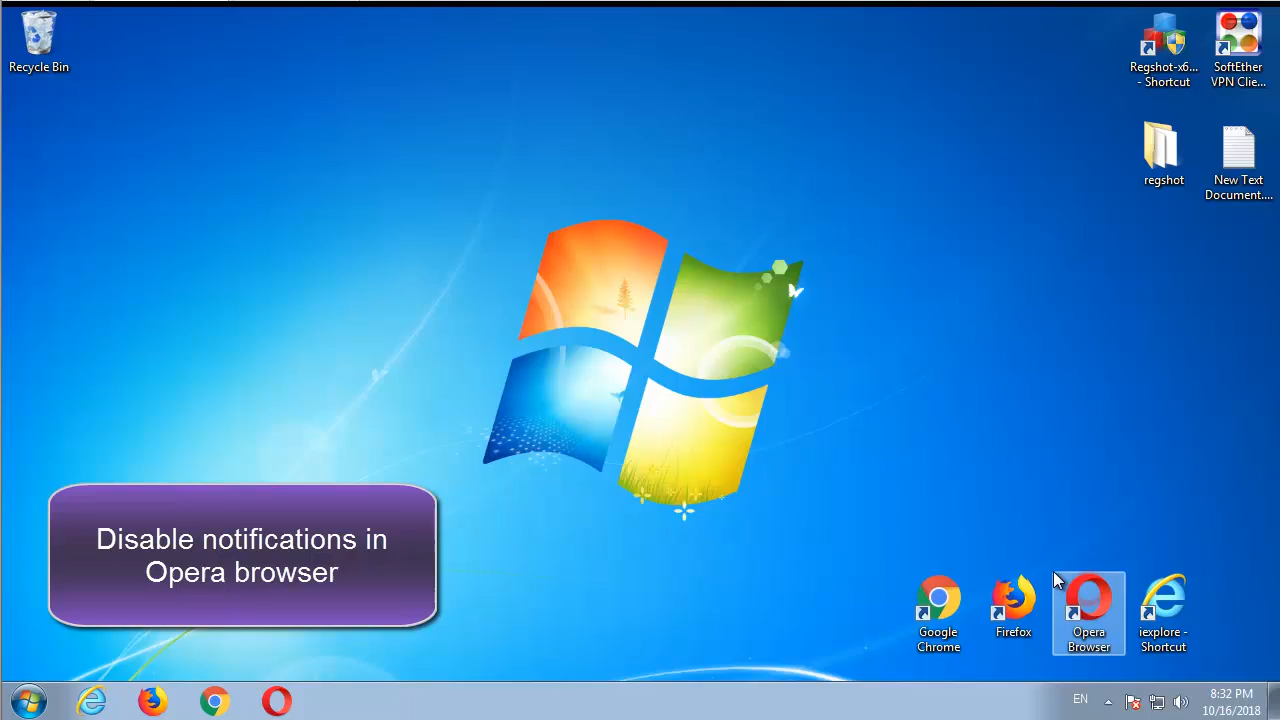 Recycle Bin
Regshot-x6...
- Shortcut
SoftEther
VPN Clie...
regshot
New Text
Document....
Disable notifications in
Opera browser
Google
Chrome
Firefox
Opera
Browser
iexplore -
Shortcut
EN
8:32 PM
10/16/2018